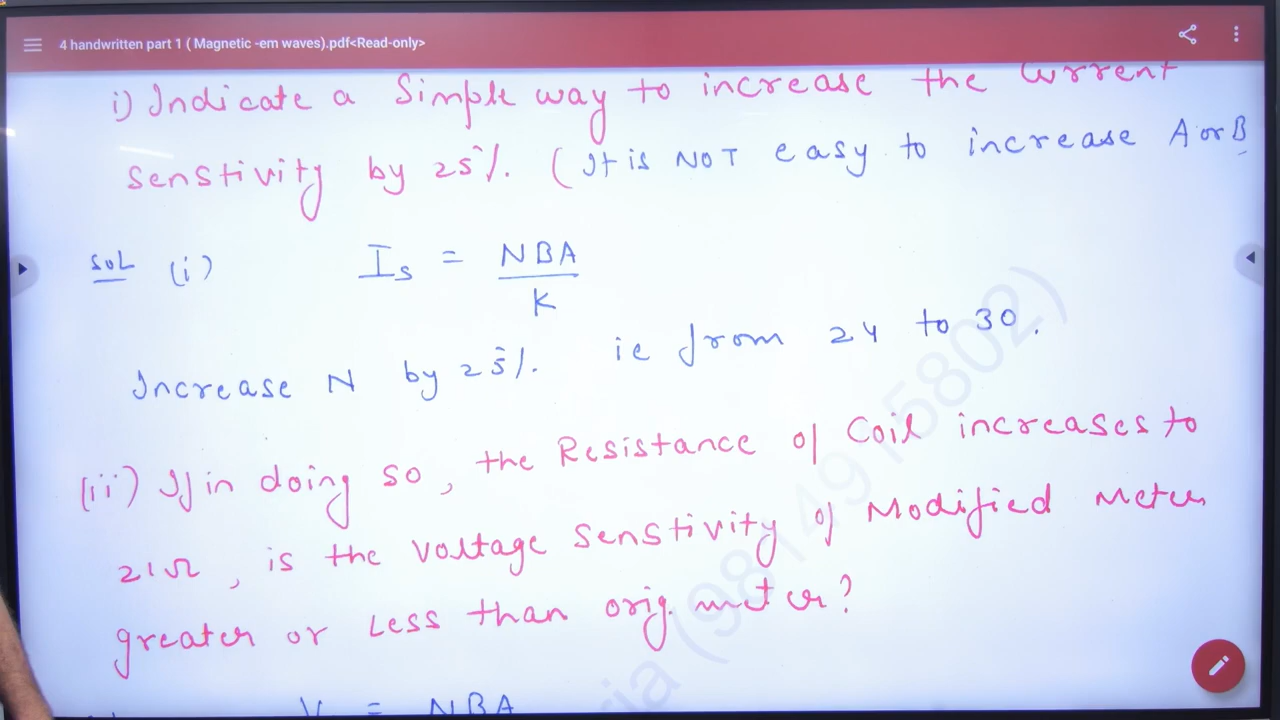 4 handwritten part 1 ( Magnetic -em waves).pdf<Read-only>
i) Indicate a Simple way to increase the Current
Senstivity by 25%. (It is NOT easy to increase A or B
Sol (i) Is = NBA
K
Increase N by 25%. ie from 24 to 30.
(ii) If in doing so, the Resistance of Coil increases to
21Ω, is the Voltage Senstivity of Modified Meter
greater or Less than orig. meter?
V = NBA
ia (9814915802)